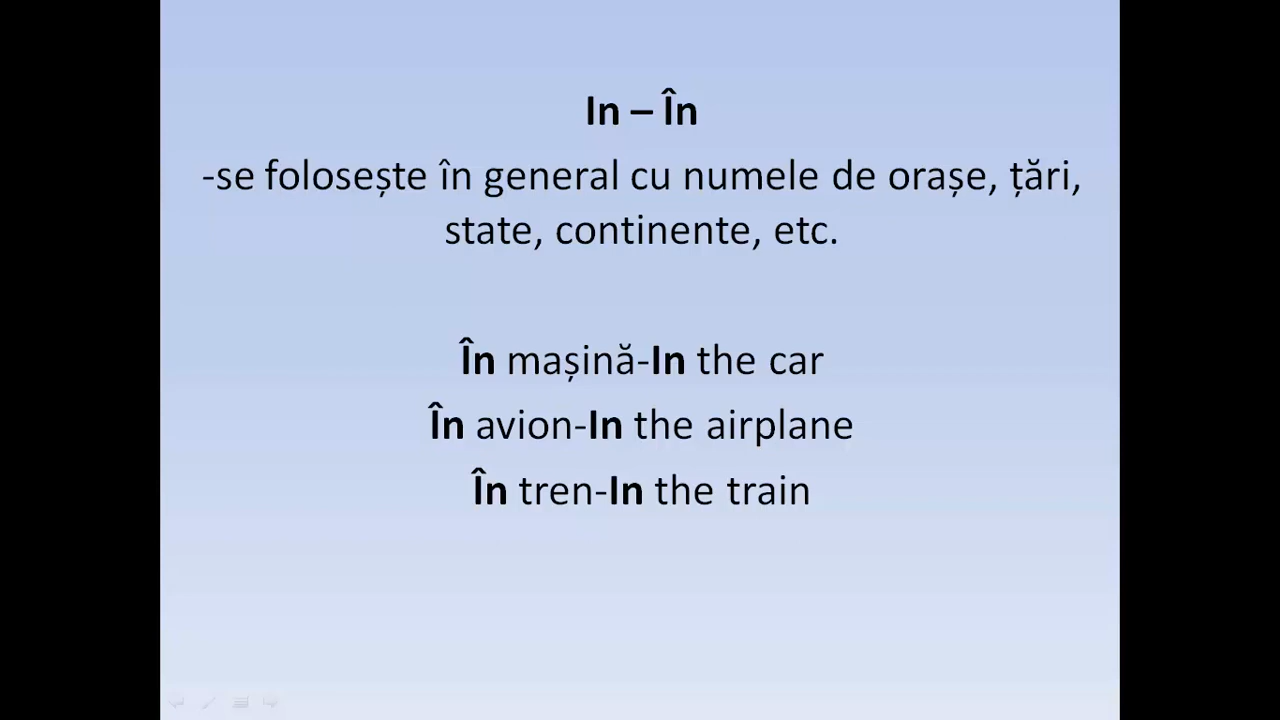 In – În
-se folosește în general cu numele de orașe, țări,
state, continente, etc.
În mașină-In the car
În avion-In the airplane
În tren-In the train